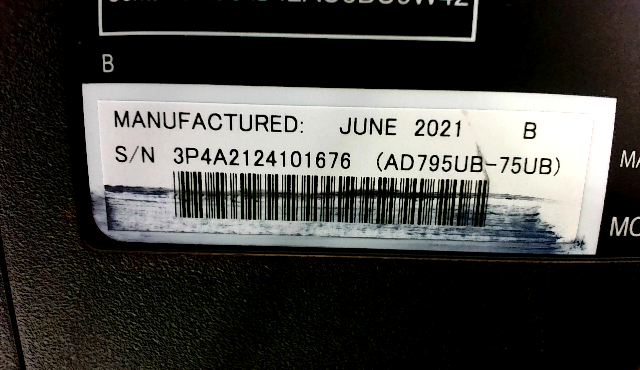 B
MANUFACTURED: JUNE 2021 B
S/N 3P4A2124101676 (AD795UB-75UB)